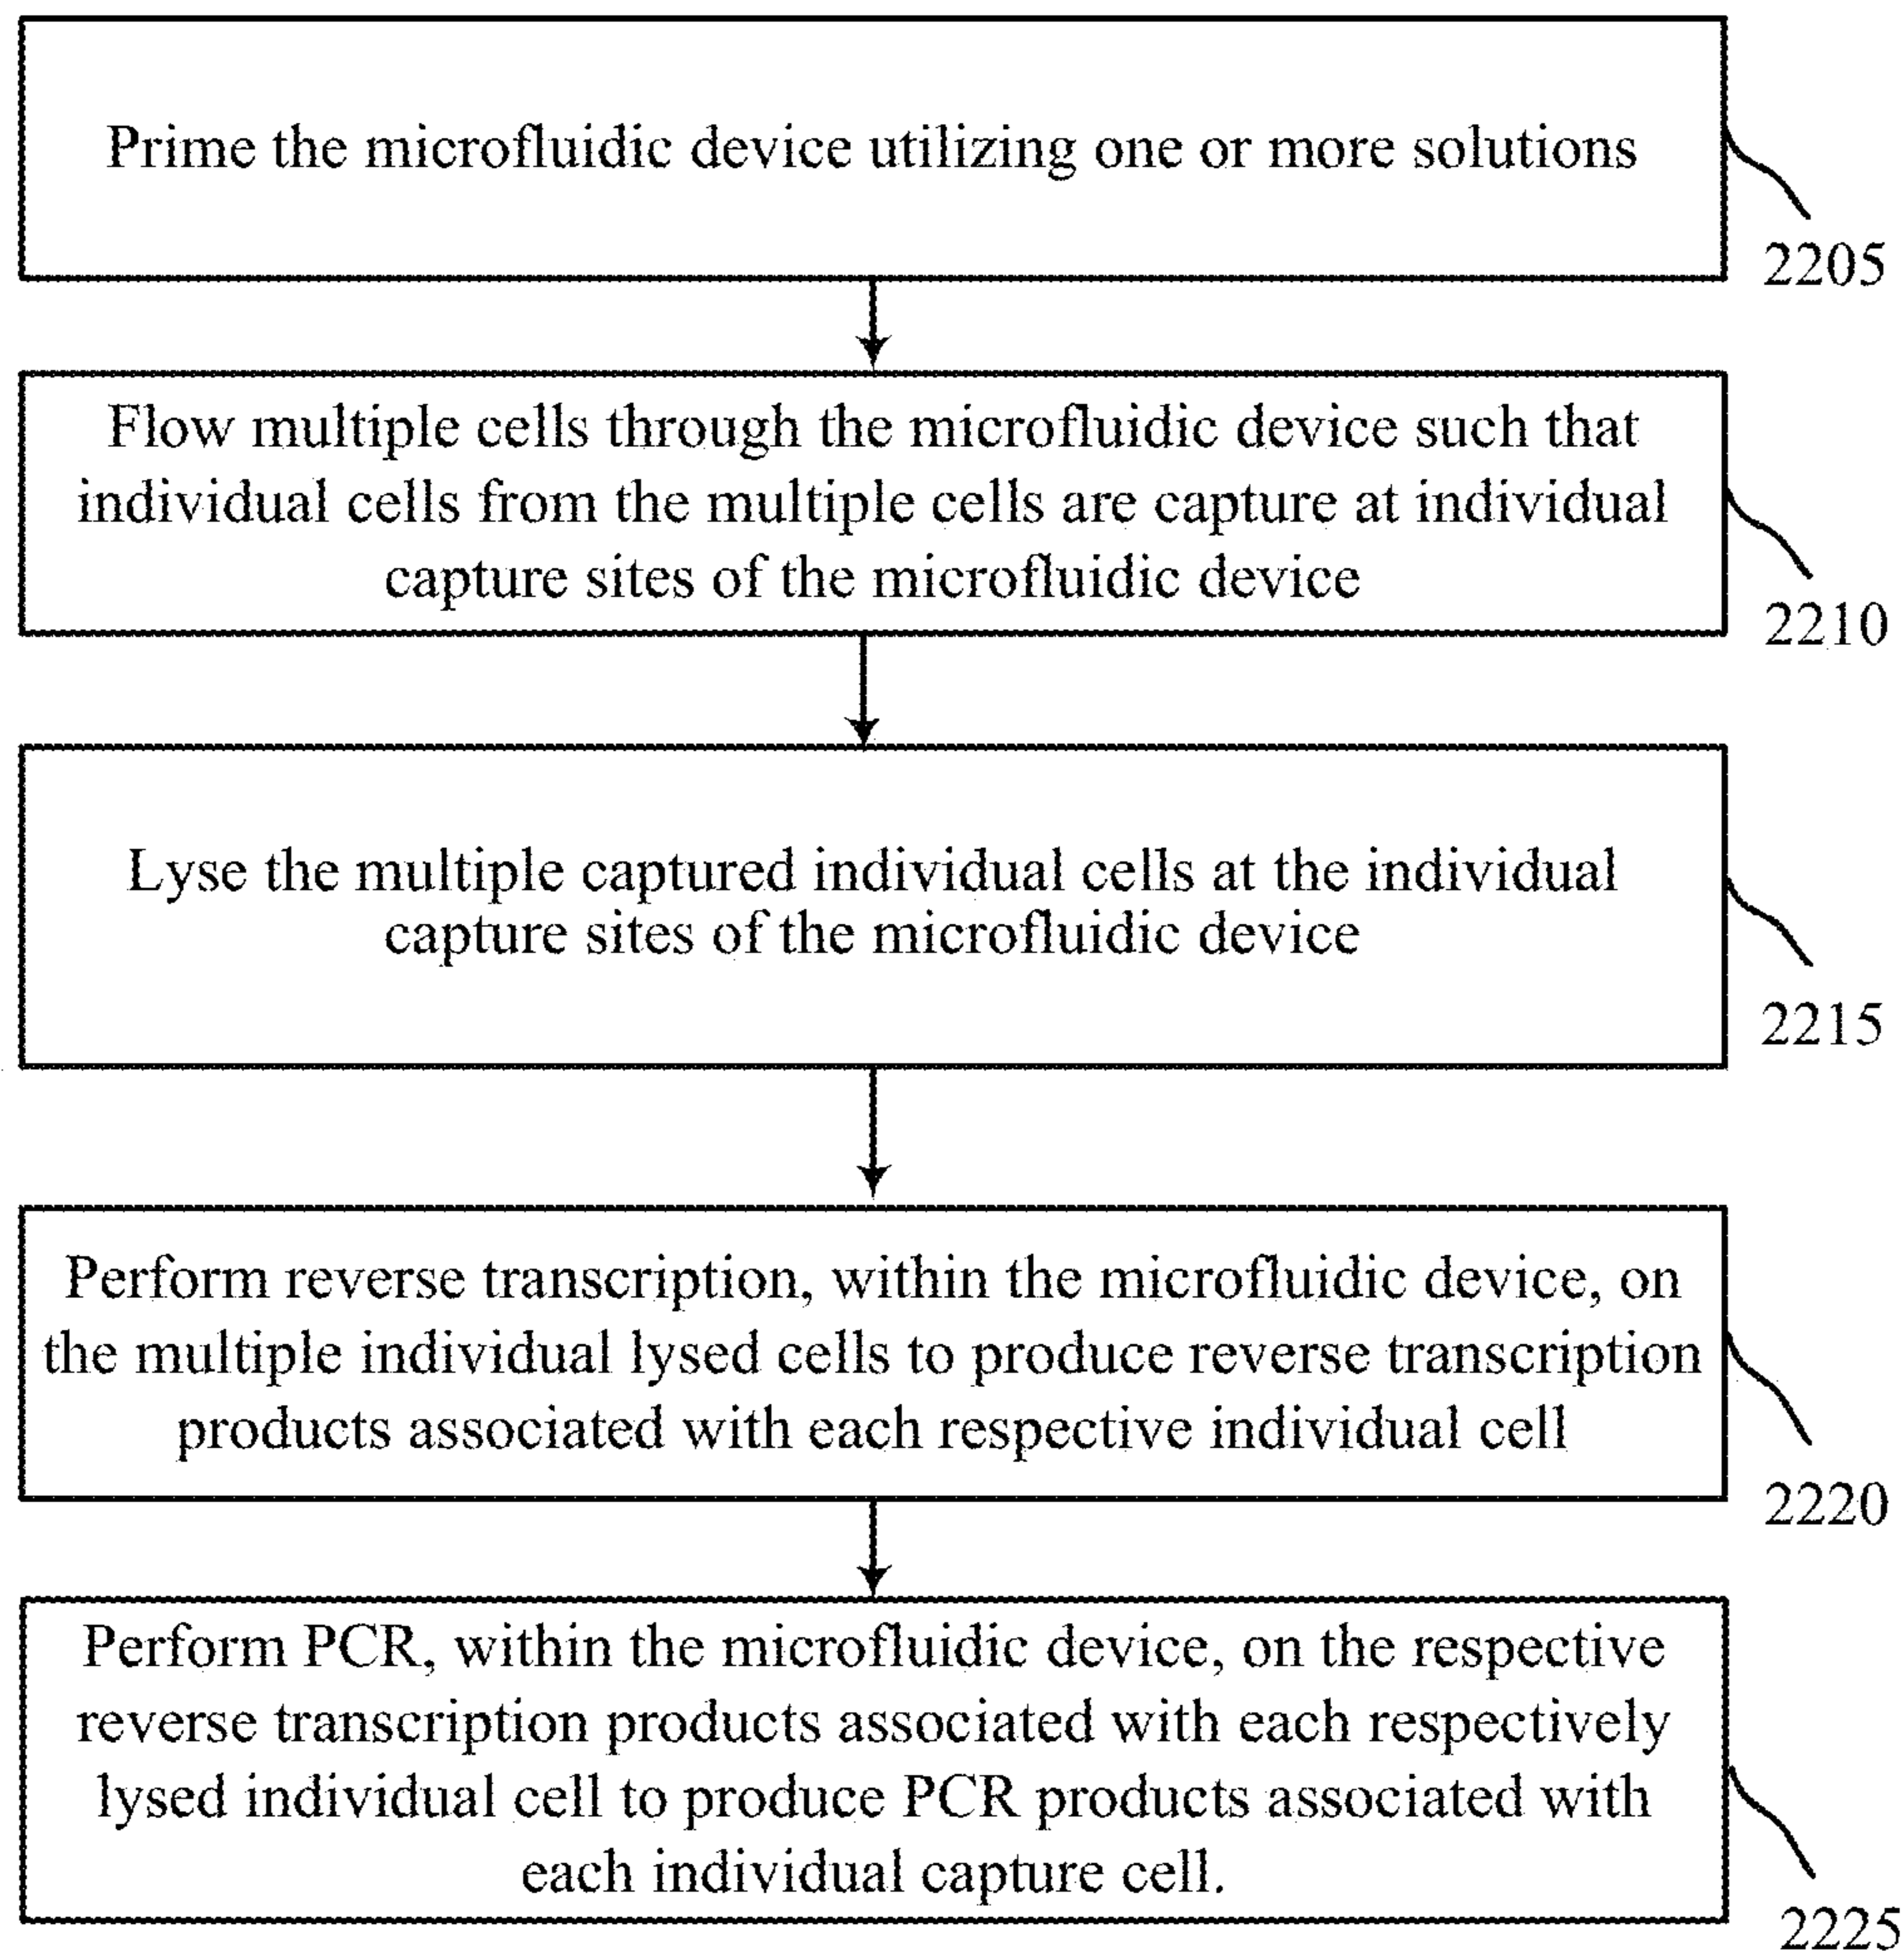 Prime the microfluidic device utilizing one or more solutions
2205
Flow multiple cells through the microfluidic device such that
individual cells from the multiple cells are capture at individual
capture sites of the microfluidic device
2210
Lyse the multiple captured individual cells at the individual
capture sites of the microfluidic device
2215
Perform reverse transcription, within the microfluidic device, on
the multiple individual lysed cells to produce reverse transcription
products associated with each respective individual cell
2220
Perform PCR, within the microfluidic device, on the respective
reverse transcription products associated with each respectively
lysed individual cell to produce PCR products associated with
each individual capture cell.
2225